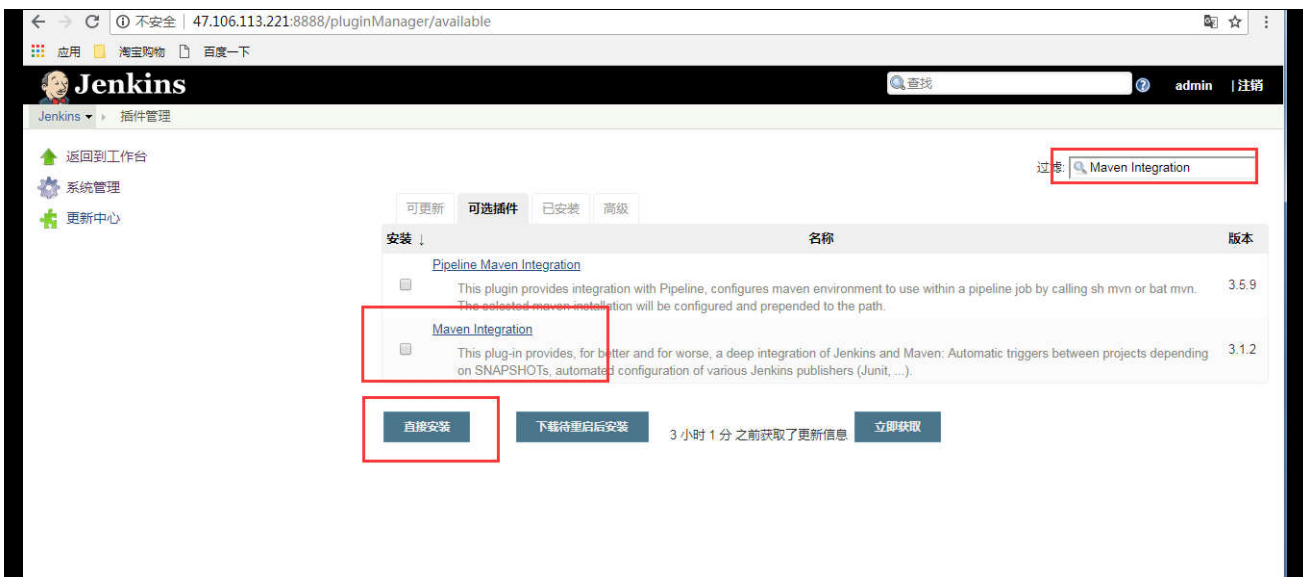 不安全 | 47.106.113.221:8888/pluginManager/available
应用 淘宝购物 百度一下
Jenkins 查找 admin | 注销
Jenkins 插件管理
返回到工作台
过滤: Maven Integration
系统管理
更新中心
可更新 可选插件 已安装 高级
安装 ↓ 名称 版本
Pipeline Maven Integration
This plugin provides integration with Pipeline, configures maven environment to use within a pipeline job by calling sh mvn or bat mvn. 3.5.9
The selected maven installation will be configured and prepended to the path.
Maven Integration
This plug-in provides, for better and for worse, a deep integration of Jenkins and Maven: Automatic triggers between projects depending 3.1.2
on SNAPSHOTs, automated configuration of various Jenkins publishers (Junit, ...).
直接安装 下载待重启后安装 3 小时 1 分 之前获取了更新信息 立即获取